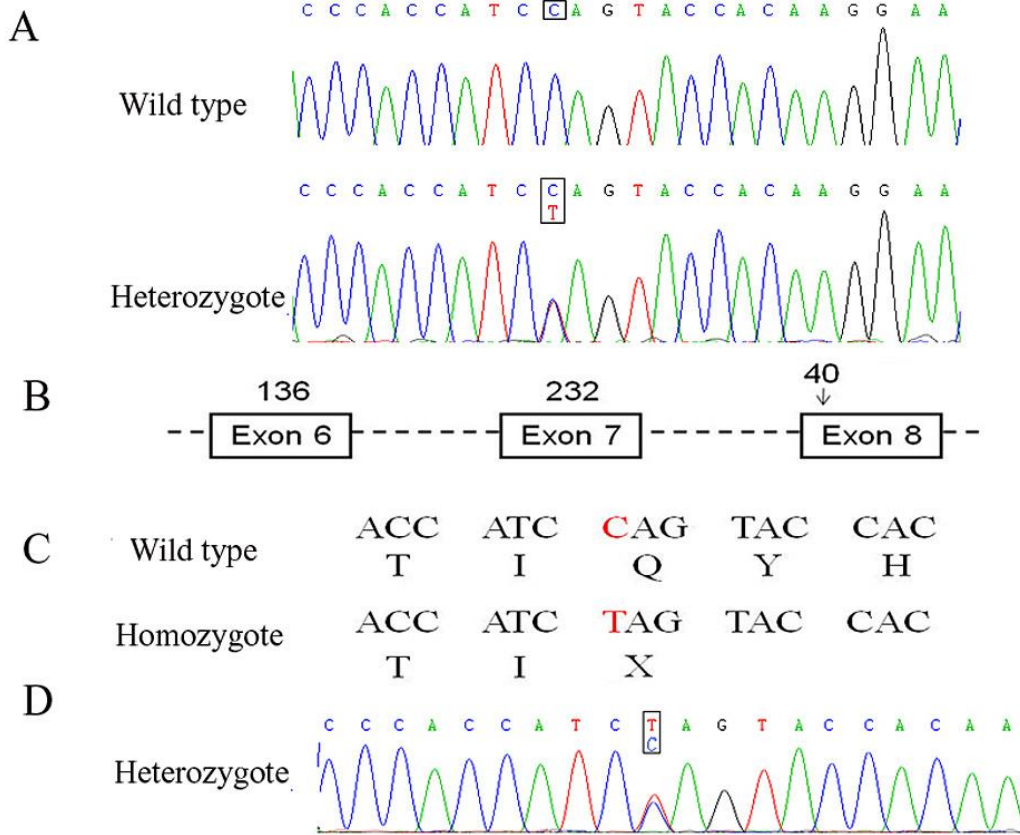 A
C C C A C C A T C C A G T A C C A C A A G G A A
Wild type
C C C A C C A T C C A G T A C C A C A A G G A A
T
Heterozygote
B
136 232 40
Exon 6 Exon 7 Exon 8
C
Wild type
ACC ATC CAG TAC CAC
T I Q Y H
Homozygote
ACC ATC TAG TAC CAC
T I X
D
C C C A C C A T C T A G T A C C A C A A
C
Heterozygote